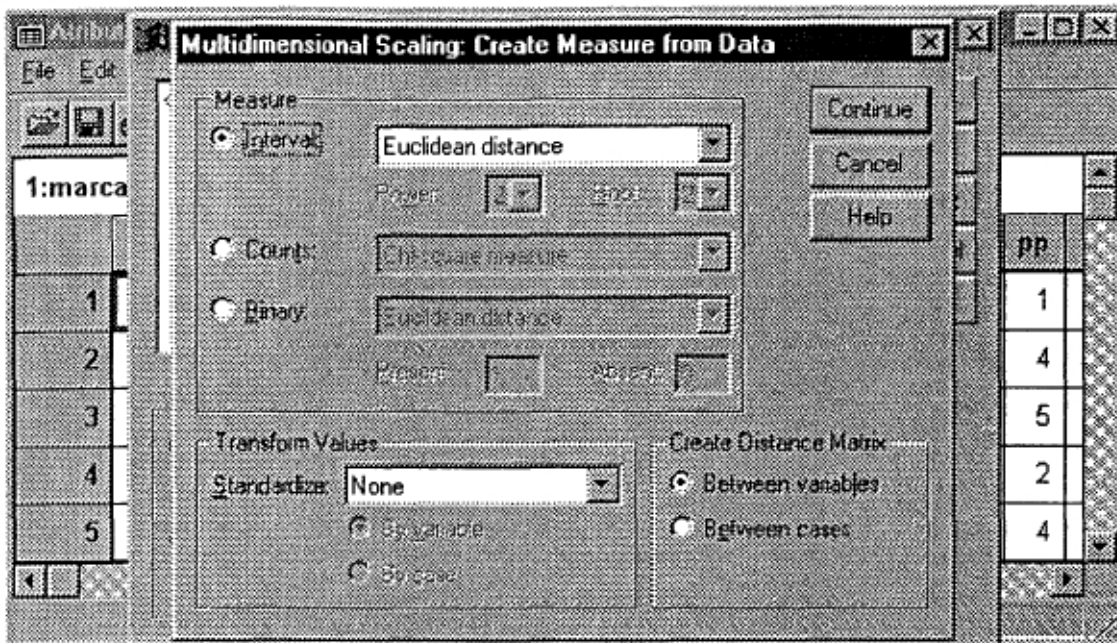 Multidimensional Scaling: Create Measure from Data
File Edit
Measure
Interval
Euclidean distance
Continue
Cancel
Help
Power:
Root:
1:marca
Counts:
Chi-square measure
pp
Binary:
Euclidean distance
Present:
Absent:
1
1
2
4
3
5
4
2
5
4
Transform Values
Standardize: None
By variable
By case
Create Distance Matrix
Between variables
Between cases